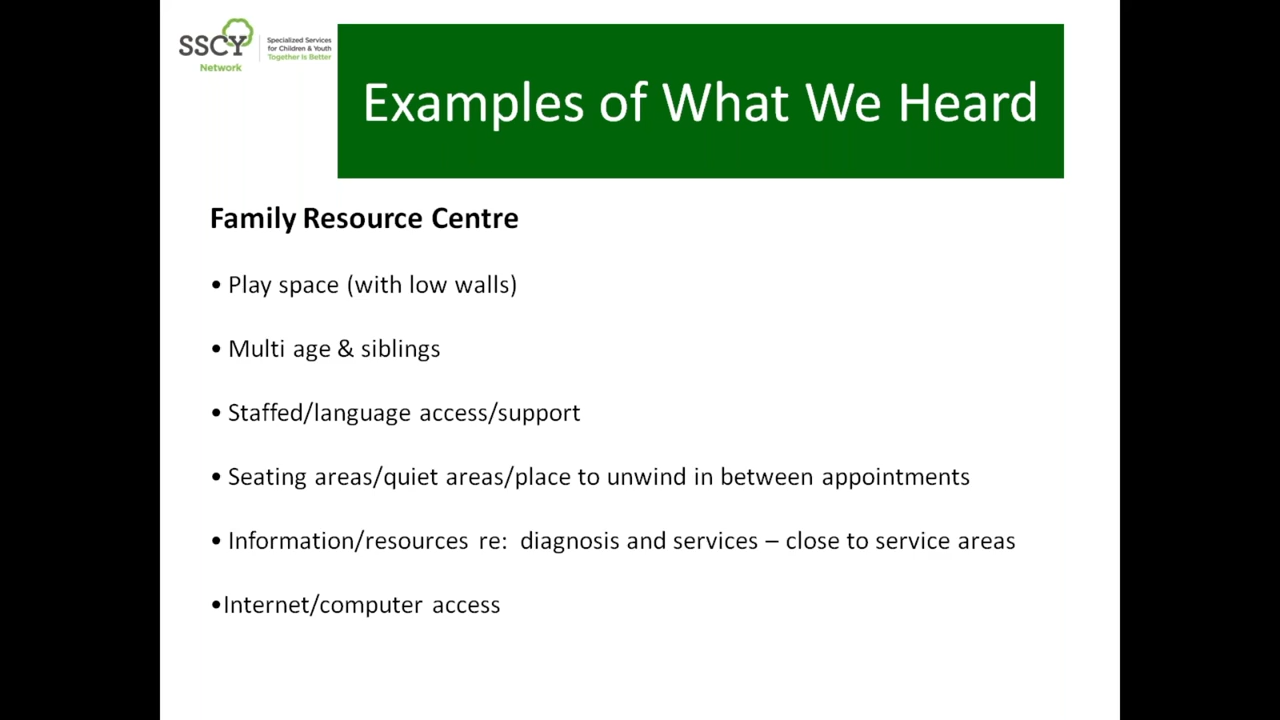 SSCY
Network
Specialized Services
for Children & Youth
Together Is Better
Examples of What We Heard
Family Resource Centre
• Play space (with low walls)
• Multi age & siblings
• Staffed/language access/support
• Seating areas/quiet areas/place to unwind in between appointments
• Information/resources re:  diagnosis and services – close to service areas
•Internet/computer access